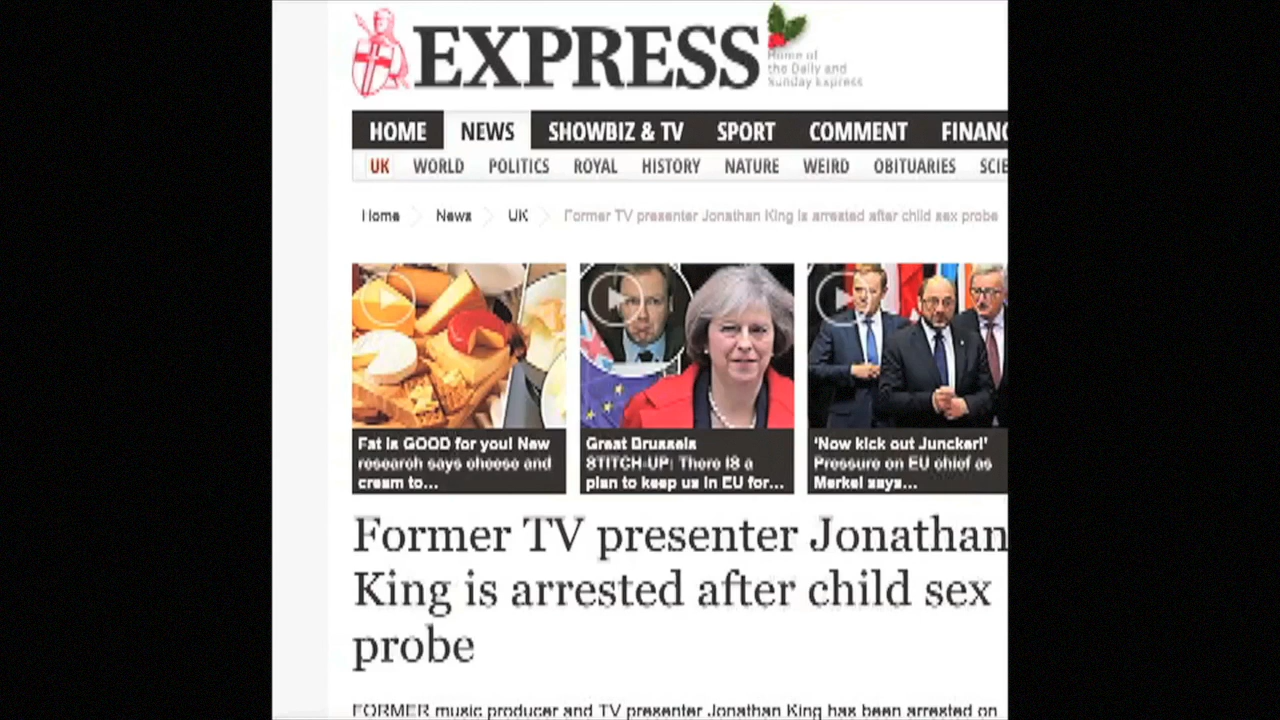 EXPRESS
Home of
the Daily and
Sunday Express
HOME NEWS SHOWBIZ & TV SPORT COMMENT FINANC
UK WORLD POLITICS ROYAL HISTORY NATURE WEIRD OBITUARIES SCIE
Home News UK Former TV presenter Jonathan King is arrested after child sex probe
Fat is GOOD for you! New
research says cheese and
cream to...
Great Brussels
STITCH-UP: There IS a
plan to keep us in EU for...
'Now kick out Juncker!'
Pressure on EU chief as
Merkel says...
Former TV presenter Jonathan
King is arrested after child sex
probe
FORMER music producer and TV presenter Jonathan King has been arrested on